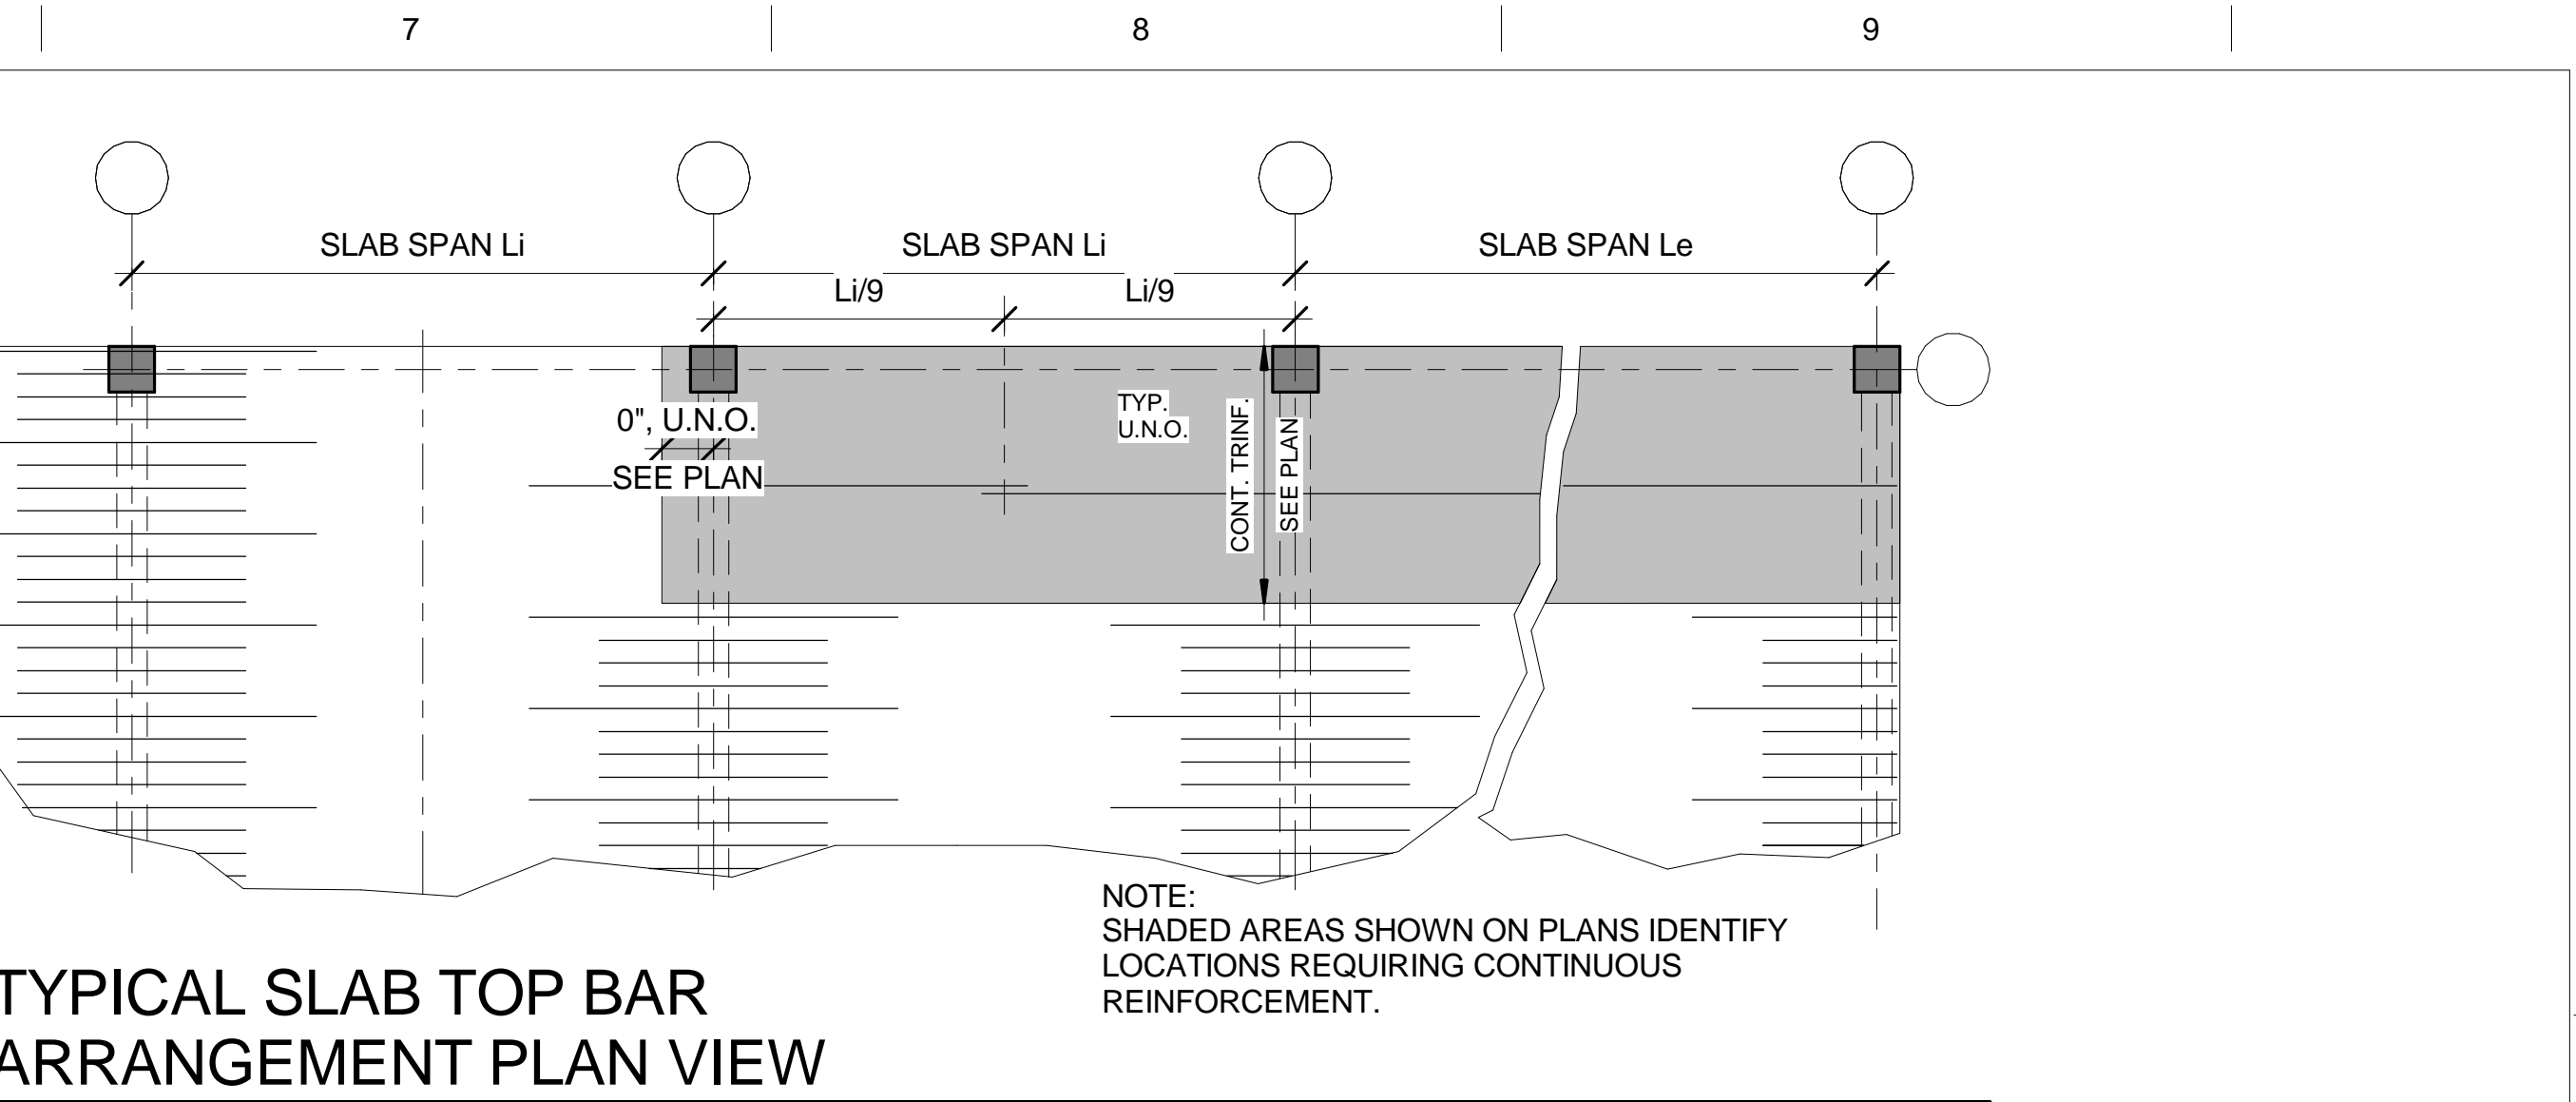 7
8
9
SLAB SPAN Li
SLAB SPAN Li
SLAB SPAN Le
Li/9
Li/9
0", U.N.O.
SEE PLAN
TYP.
U.N.O.
CONT. TRINF.
SEE PLAN
NOTE:
SHADED AREAS SHOWN ON PLANS IDENTIFY
LOCATIONS REQUIRING CONTINUOUS
REINFORCEMENT.
TYPICAL SLAB TOP BAR
ARRANGEMENT PLAN VIEW